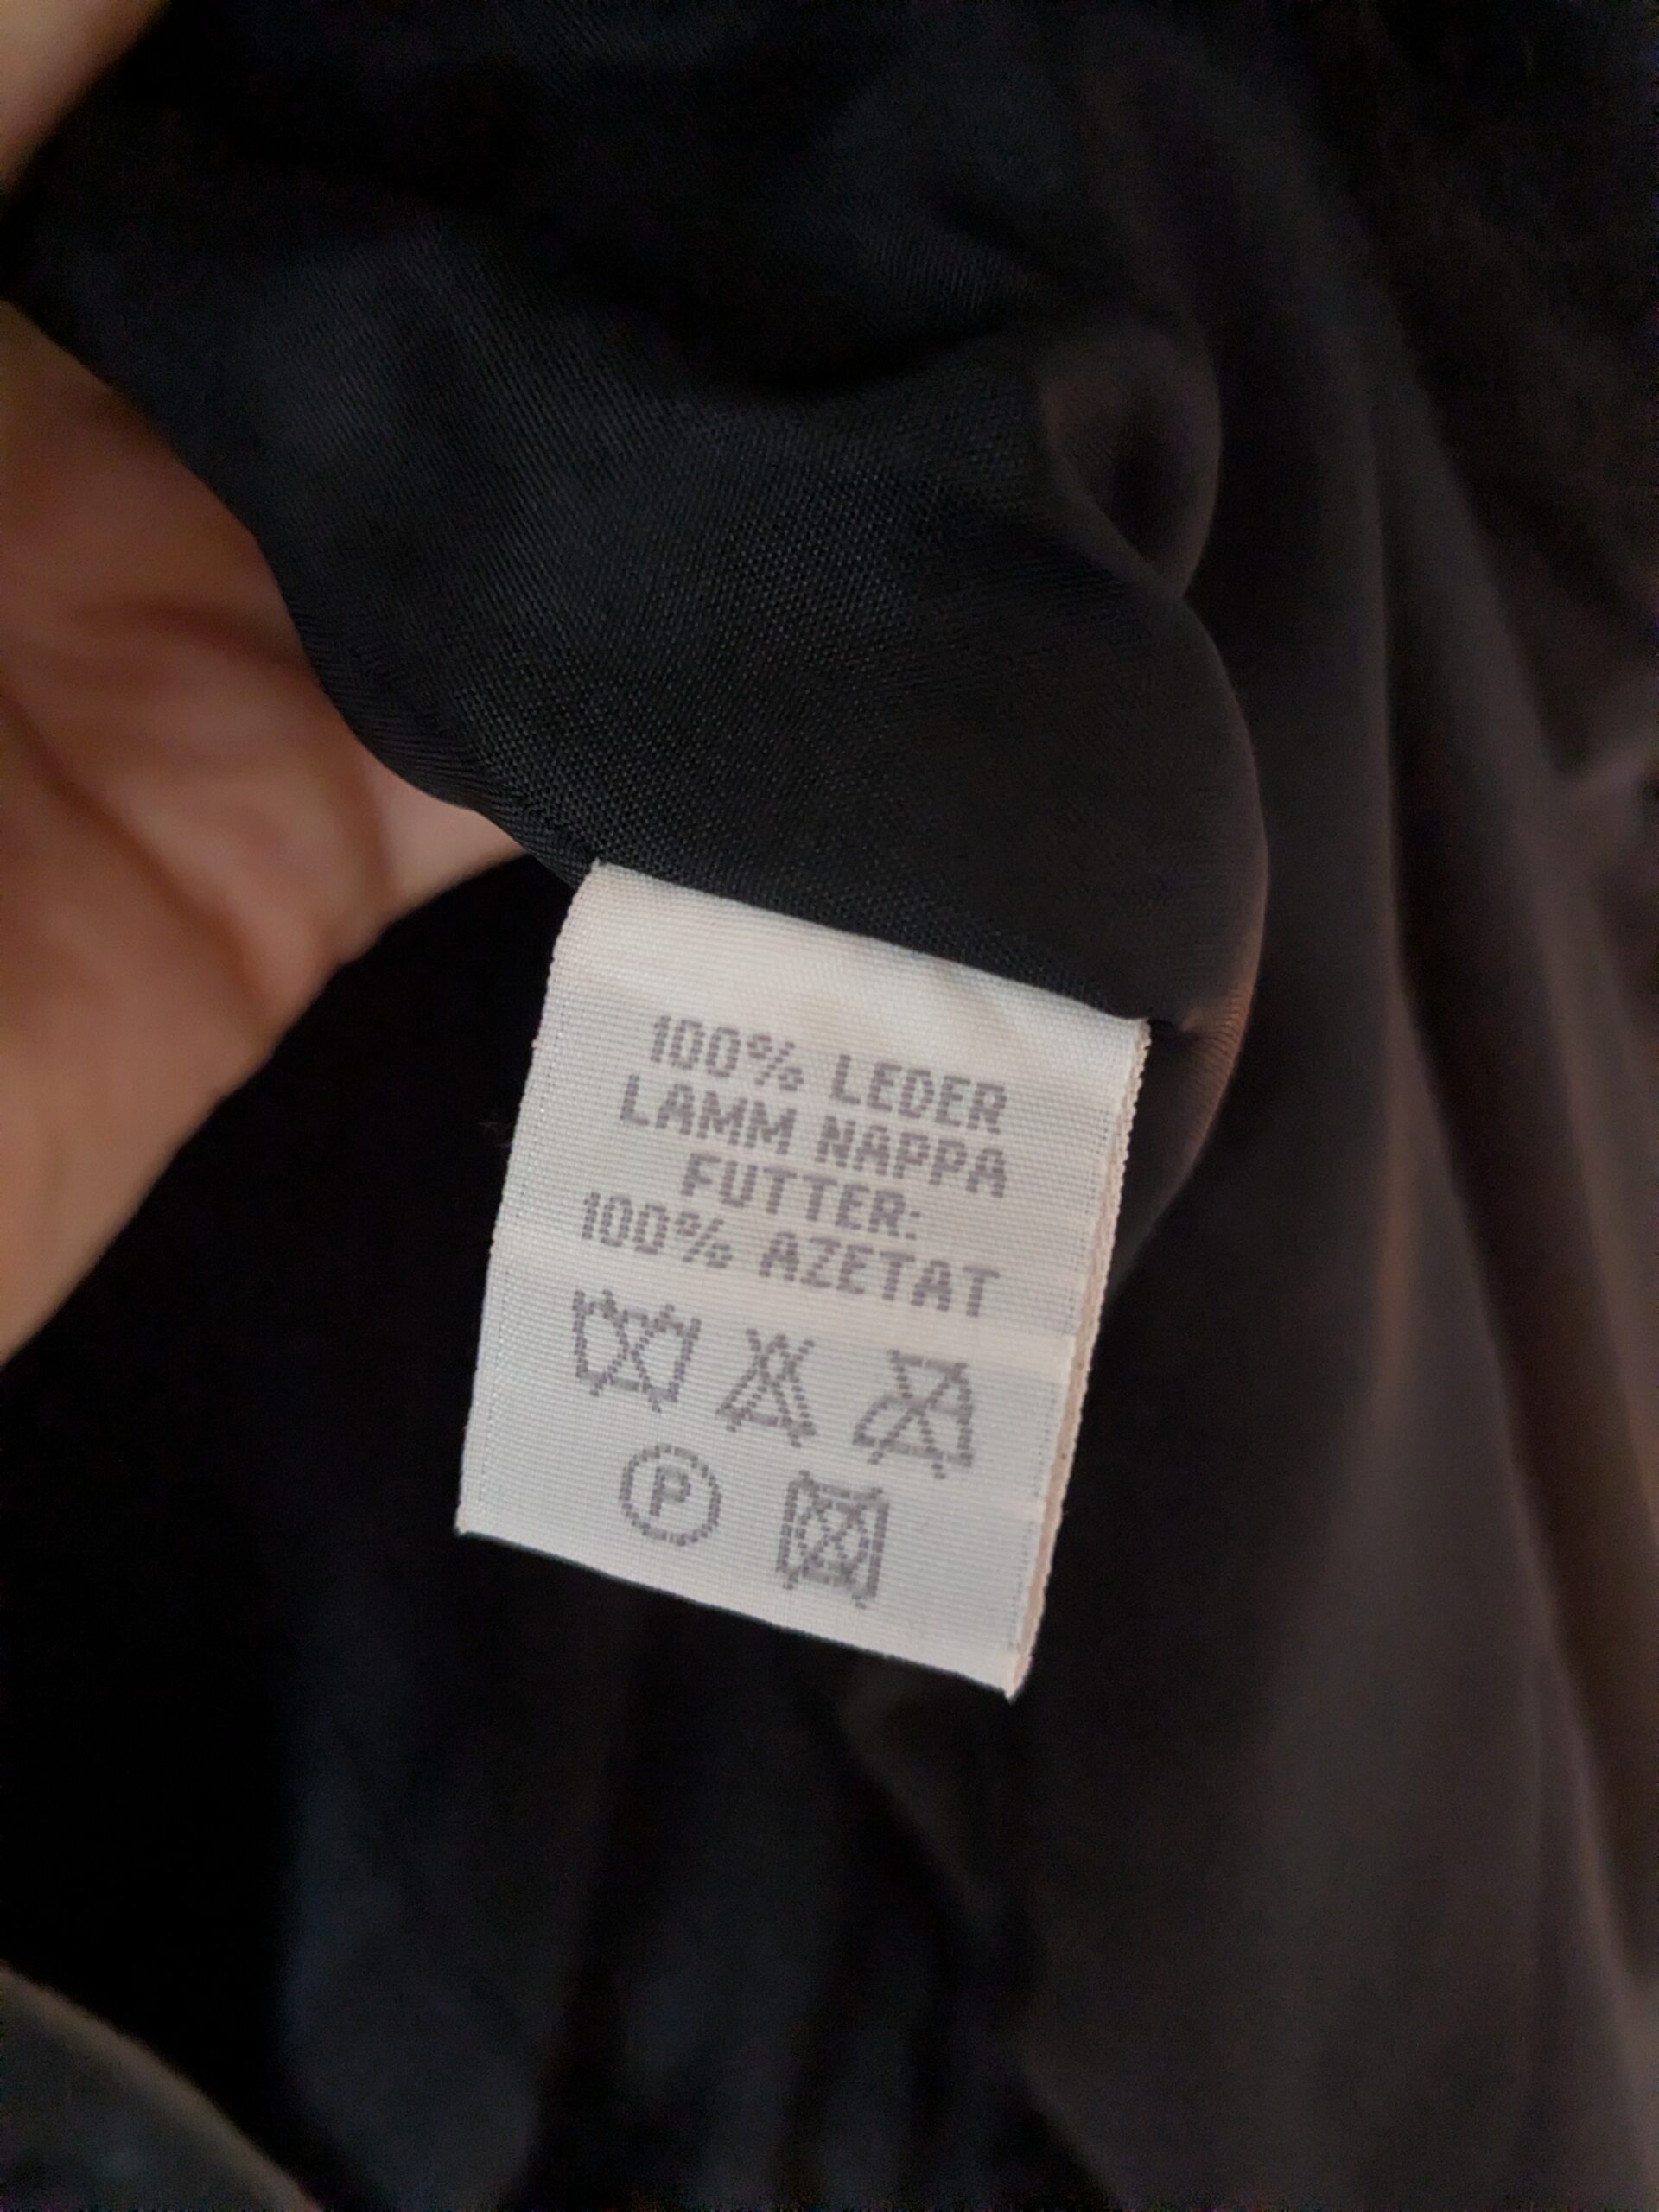 100% LEDER
LAMM NAPPA
FUTTER:
100% AZETAT
P